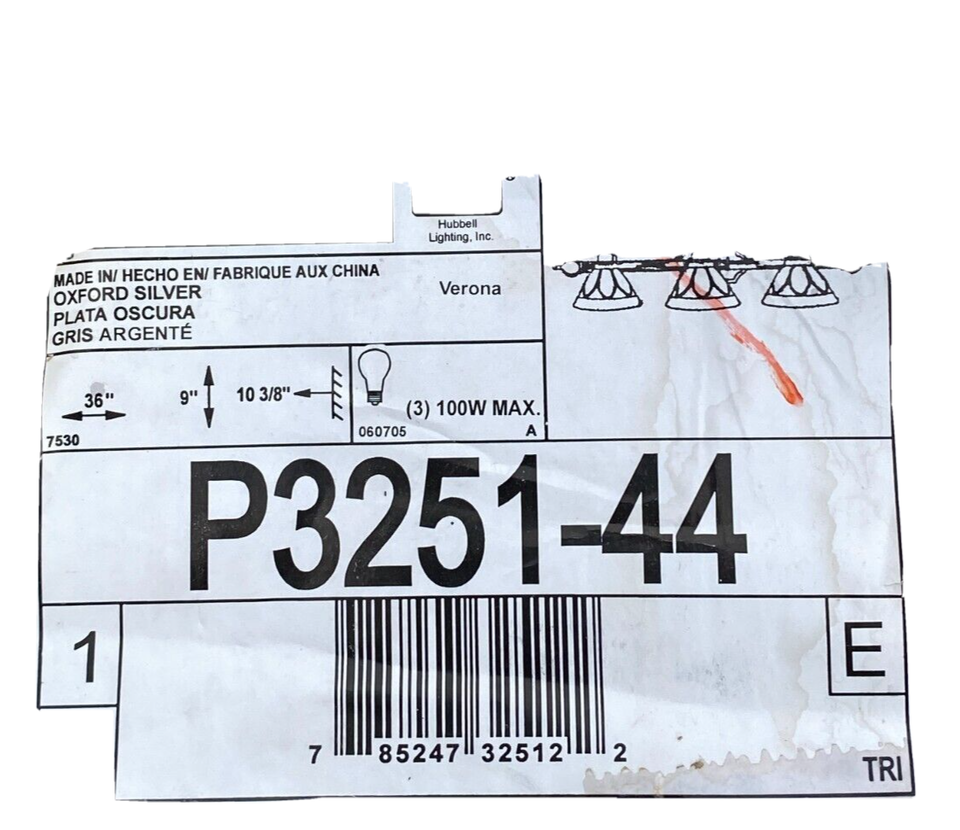 Hubbell
Lighting, Inc.
MADE IN/ HECHO EN/ FABRIQUE AUX CHINA
OXFORD SILVER
PLATA OSCURA
GRIS ARGENTÉ
Verona
36"
9"
10 3/8"
(3) 100W MAX.
7530
060705
A
P3251-44
1
E
7 85247 32512 2
TRI